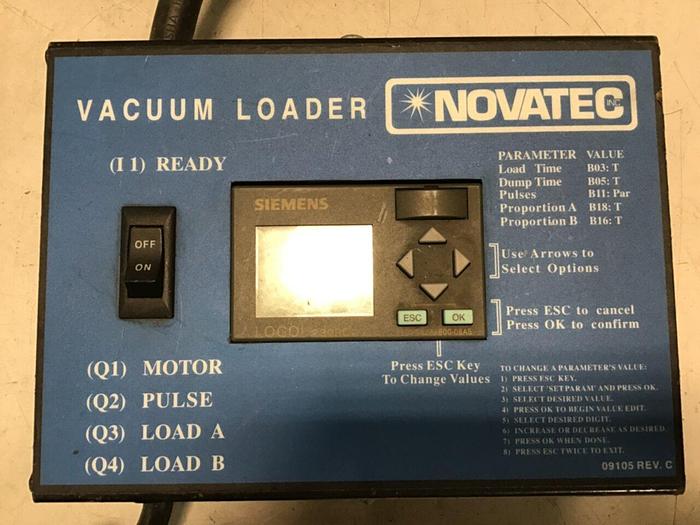 VACUUM LOADER
NOVATEC INC
(I 1) READY
OFF
ON
SIEMENS
ESC
OK
LOGO!
PARAMETER VALUE
Load Time B03: T
Dump Time B05: T
Pulses B11: Par
Proportion A B18: T
Proportion B B16: T
Use Arrows to
Select Options
Press ESC to cancel
Press OK to confirm
Press ESC Key
To Change Values
(Q1) MOTOR
(Q2) PULSE
(Q3) LOAD A
(Q4) LOAD B
TO CHANGE A PARAMETER'S VALUE:
1) PRESS ESC KEY.
2) SELECT 'SET PARAM' AND PRESS OK.
3) SELECT DESIRED VALUE.
4) PRESS OK TO BEGIN VALUE EDIT.
5) SELECT DESIRED DIGIT.
6) INCREASE OR DECREASE AS DESIRED.
7) PRESS OK WHEN DONE.
8) PRESS ESC TWICE TO EXIT.
09105 REV. C